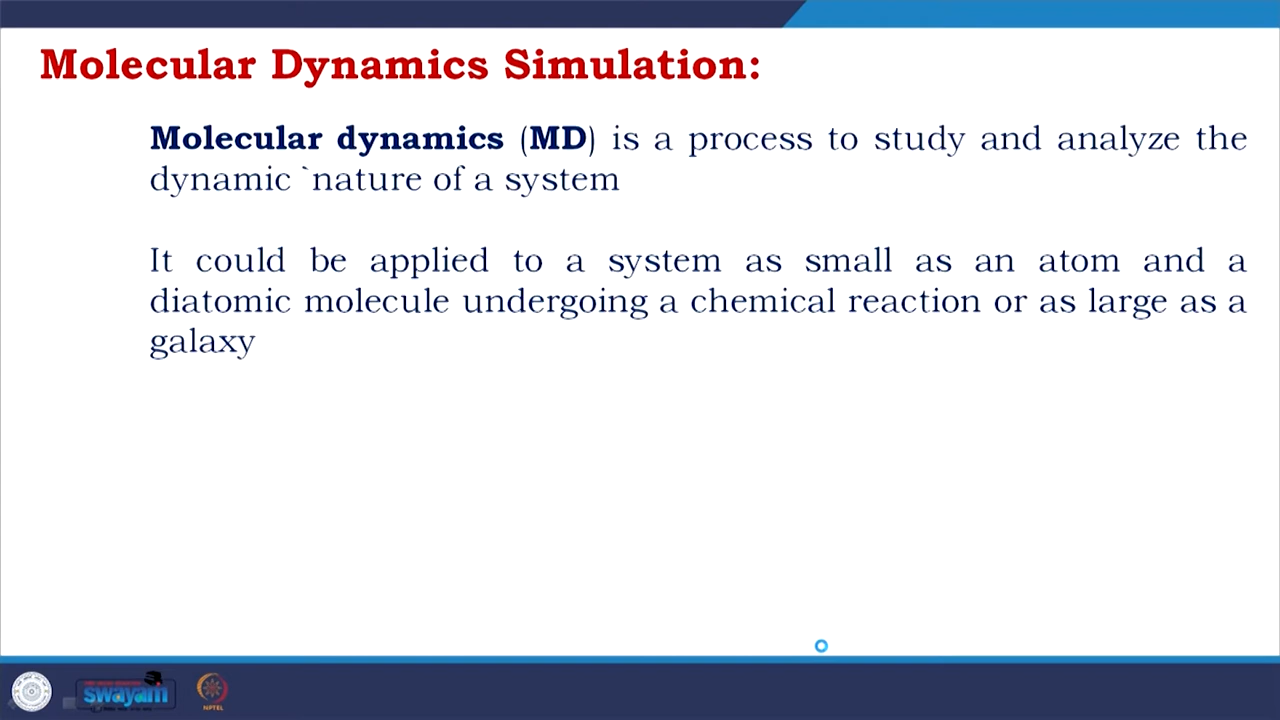 Molecular Dynamics Simulation:
Molecular dynamics (MD) is a process to study and analyze the
dynamic `nature of a system
It could be applied to a system as small as an atom and a
diatomic molecule undergoing a chemical reaction or as large as a
galaxy
swayam
NPTEL